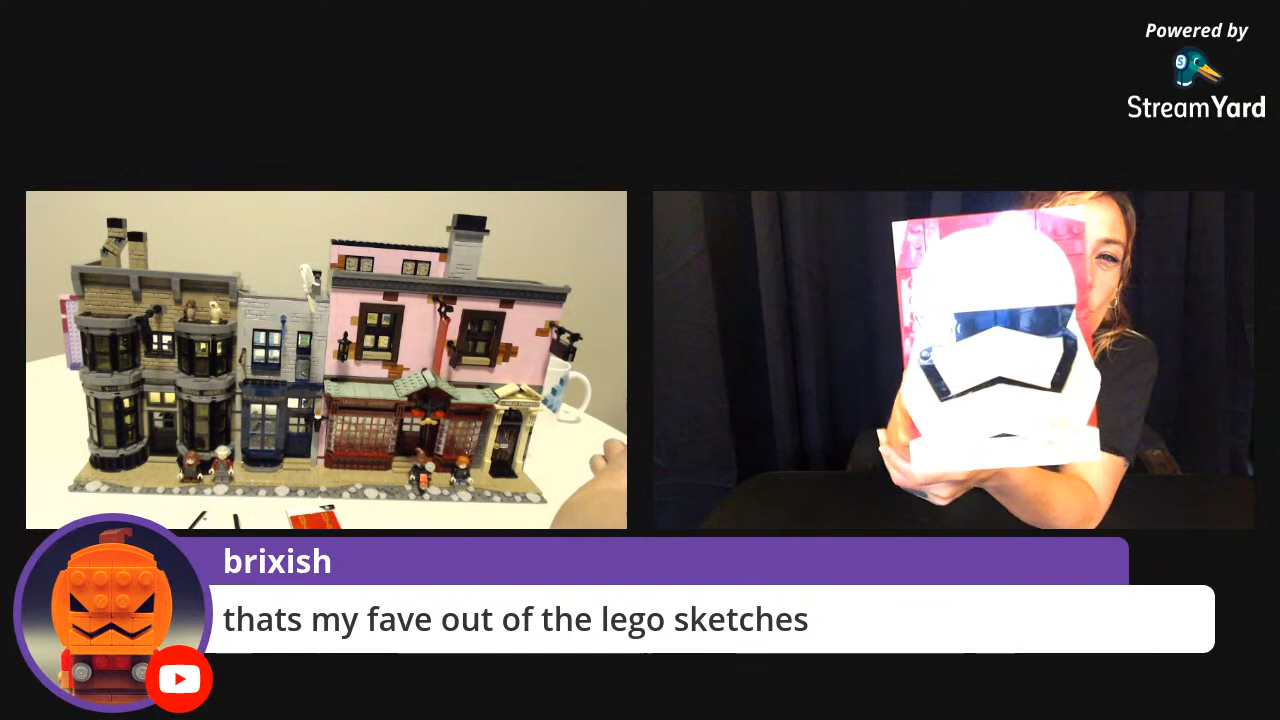 Powered by
StreamYard
brixish
thats my fave out of the lego sketches